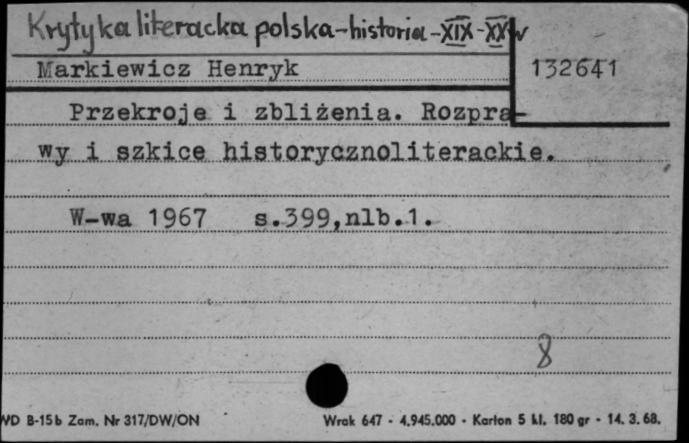 Krytyka literacka polska-historia-XIX-XX w
Markiewicz Henryk
132641
Przekroje i zbliżenia. Rozpra-
wy i szkice historycznoliterackie.
W-wa 1967 s.399,nlb.1.
8
WD B-15b Zam. Nr 317/DW/ON
Wrak 647 - 4.945.000 - Karton 5 kl. 180 gr - 14. 3. 68.